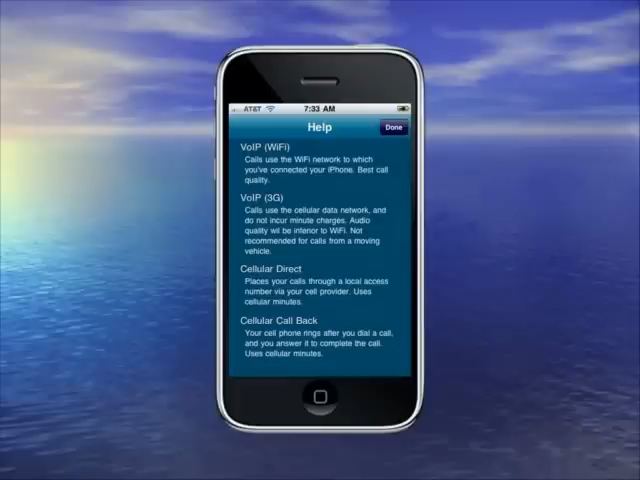 AT&T 7:33 AM
Help Done
VoIP (WiFi)
Calls use the WiFi network to which
you've connected your iPhone. Best call
quality.
VoIP (3G)
Calls use the cellular data network, and
do not incur minute charges. Audio
quality wil be inferior to WiFi. Not
recommended for calls from a moving
vehicle.
Cellular Direct
Places your calls through a local access
number via your cell provider. Uses
cellular minutes.
Cellular Call Back
Your cell phone rings after you dial a call,
and you answer it to complete the call.
Uses cellular minutes.